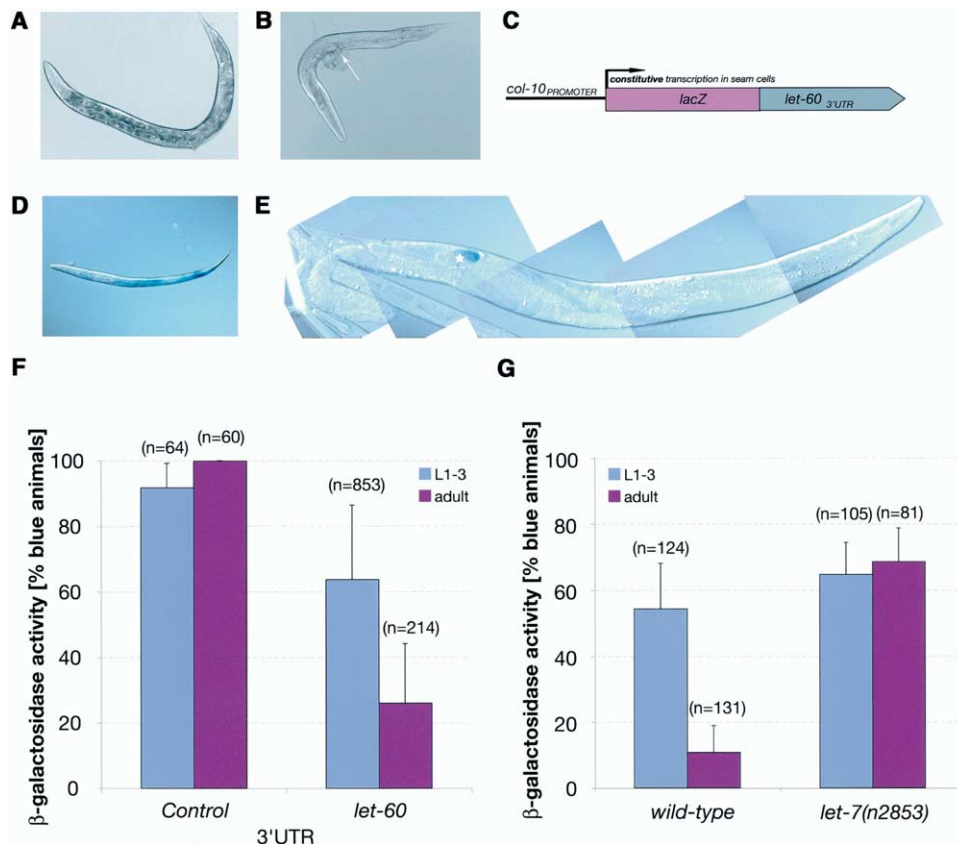 A
B
C
col-10 PROMOTER
constitutive transcription in seam cells
lacZ
let-60 3'UTR
D
E
F
β-galactosidase activity [% blue animals]
100
80
60
40
20
0
(n=64)
(n=60)
(n=853)
(n=214)
L1-3
adult
Control
let-60
3'UTR
G
β-galactosidase activity [% blue animals]
100
80
60
40
20
0
L1-3
adult
(n=124)
(n=131)
(n=105)
(n=81)
wild-type
let-7(n2853)